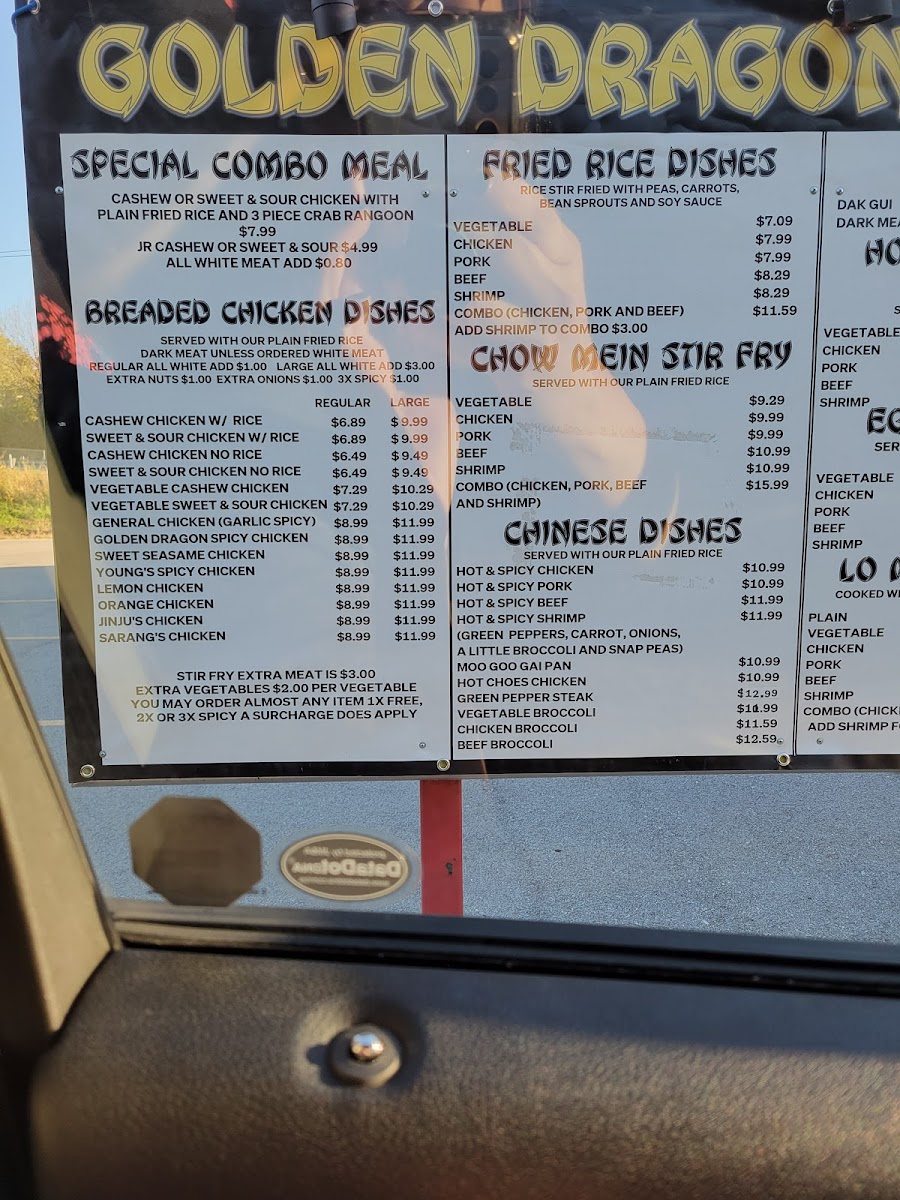 GOLDEN DRAGON
SPECIAL COMBO MEAL
CASHEW OR SWEET & SOUR CHICKEN WITH
PLAIN FRIED RICE AND 3 PIECE CRAB RANGOON
$7.99
JR CASHEW OR SWEET & SOUR $4.99
ALL WHITE MEAT ADD $0.80
BREADED CHICKEN DISHES
SERVED WITH OUR PLAIN FRIED RICE
DARK MEAT UNLESS ORDERED WHITE MEAT
REGULAR ALL WHITE ADD $1.00 LARGE ALL WHITE ADD $3.00
EXTRA NUTS $1.00 EXTRA ONIONS $1.00 3X SPICY $1.00
REGULAR LARGE
CASHEW CHICKEN W/ RICE $6.89 $9.99
SWEET & SOUR CHICKEN W/ RICE $6.89 $9.99
CASHEW CHICKEN NO RICE $6.49 $9.49
SWEET & SOUR CHICKEN NO RICE $6.49 $9.49
VEGETABLE CASHEW CHICKEN $7.29 $10.29
VEGETABLE SWEET & SOUR CHICKEN $7.29 $10.29
GENERAL CHICKEN (GARLIC SPICY) $8.99 $11.99
GOLDEN DRAGON SPICY CHICKEN $8.99 $11.99
SWEET SEASAME CHICKEN $8.99 $11.99
YOUNG'S SPICY CHICKEN $8.99 $11.99
LEMON CHICKEN $8.99 $11.99
ORANGE CHICKEN $8.99 $11.99
JINJU'S CHICKEN $8.99 $11.99
SARANG'S CHICKEN $8.99 $11.99
STIR FRY EXTRA MEAT IS $3.00
EXTRA VEGETABLES $2.00 PER VEGETABLE
YOU MAY ORDER ALMOST ANY ITEM 1X FREE,
2X OR 3X SPICY A SURCHARGE DOES APPLY
FRIED RICE DISHES
RICE STIR FRIED WITH PEAS, CARROTS,
BEAN SPROUTS AND SOY SAUCE
VEGETABLE $7.09
CHICKEN $7.99
PORK $7.99
BEEF $8.29
SHRIMP $8.29
COMBO (CHICKEN, PORK AND BEEF) $11.59
ADD SHRIMP TO COMBO $3.00
CHOW MEIN STIR FRY
SERVED WITH OUR PLAIN FRIED RICE
VEGETABLE $9.29
CHICKEN $9.99
PORK $9.99
BEEF $10.99
SHRIMP $10.99
COMBO (CHICKEN, PORK, BEEF $15.99
AND SHRIMP)
CHINESE DISHES
SERVED WITH OUR PLAIN FRIED RICE
HOT & SPICY CHICKEN $10.99
HOT & SPICY PORK $10.99
HOT & SPICY BEEF $11.99
HOT & SPICY SHRIMP $11.99
(GREEN PEPPERS, CARROT, ONIONS,
A LITTLE BROCCOLI AND SNAP PEAS)
MOO GOO GAI PAN $10.99
HOT CHOES CHICKEN $10.99
GREEN PEPPER STEAK $12.99
VEGETABLE BROCCOLI $11.99
CHICKEN BROCCOLI $11.59
BEEF BROCCOLI $12.59
DAK GUI
DARK MEA
HO
S
VEGETABLE
CHICKEN
PORK
BEEF
SHRIMP
EG
SER
VEGETABLE
CHICKEN
PORK
BEEF
SHRIMP
LO M
COOKED WI
PLAIN
VEGETABLE
CHICKEN
PORK
BEEF
SHRIMP
COMBO (CHICK
ADD SHRIMP F
DataDots